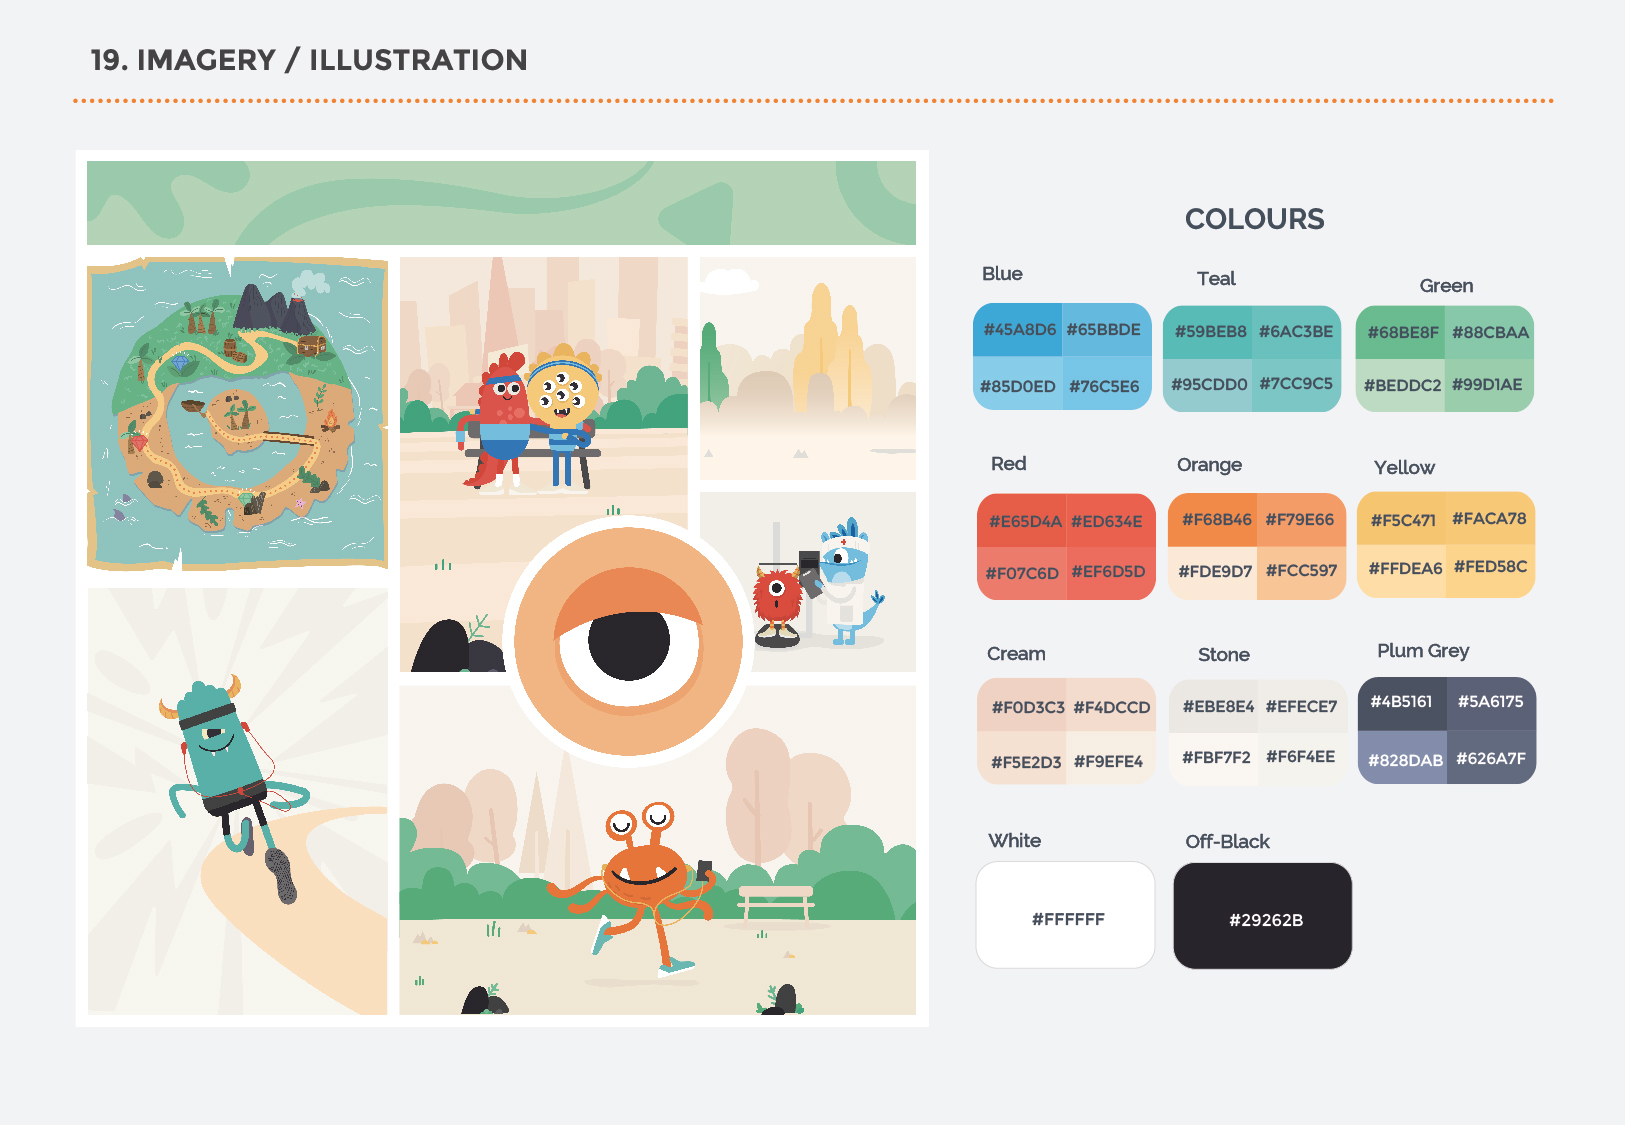 19. IMAGERY / ILLUSTRATION
COLOURS
Blue
#45A8D6 #65BBDE
#85D0ED #76C5E6
Teal
#59BEB8 #6AC3BE
#95CDD0 #7CC9C5
Green
#68BE8F #88CBAA
#BEDDC2 #99D1AE
Red
#E65D4A #ED634E
#F07C6D #EF6D5D
Orange
#F68B46 #F79E66
#FDE9D7 #FCC597
Yellow
#F5C471 #FACA78
#FFDEA6 #FED58C
Cream
#F0D3C3 #F4DCCD
#F5E2D3 #F9EFE4
Stone
#EBE8E4 #EFECE7
#FBF7F2 #F6F4EE
Plum Grey
#4B5161 #5A6175
#828DAB #626A7F
White
#FFFFFF
Off-Black
#29262B